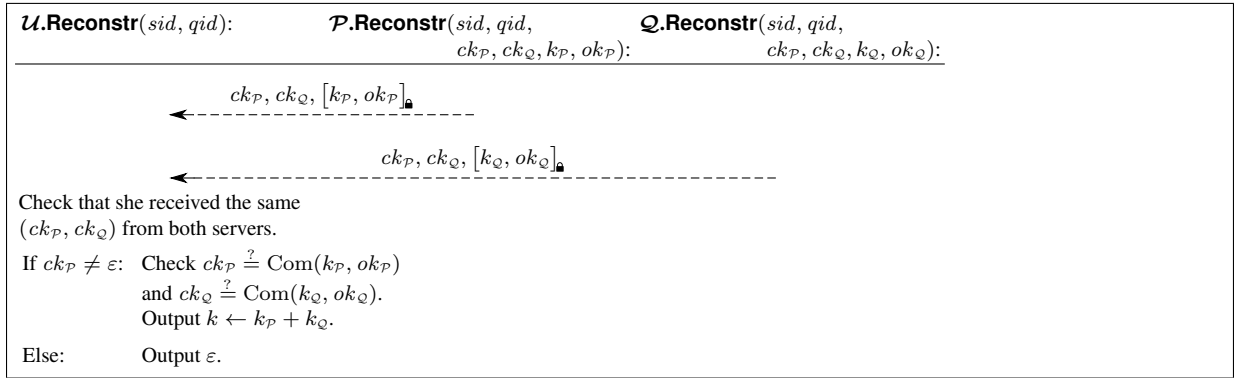 𝓤.Reconstr(sid, qid): 𝓟.Reconstr(sid, qid, 𝓠.Reconstr(sid, qid,
ck_𝒫, ck_𝒬, k_𝒫, ok_𝒫): ck_𝒫, ck_𝒬, k_𝒬, ok_𝒬):
ck_𝒫, ck_𝒬, [k_𝒫, ok_𝒫]🔒
ck_𝒫, ck_𝒬, [k_𝒬, ok_𝒬]🔒
Check that she received the same
(ck_𝒫, ck_𝒬) from both servers.
If ck_𝒫 ≠ ε: Check ck_𝒫 ≟ Com(k_𝒫, ok_𝒫)
and ck_𝒬 ≟ Com(k_𝒬, ok_𝒬).
Output k ← k_𝒫 + k_𝒬.
Else: Output ε.